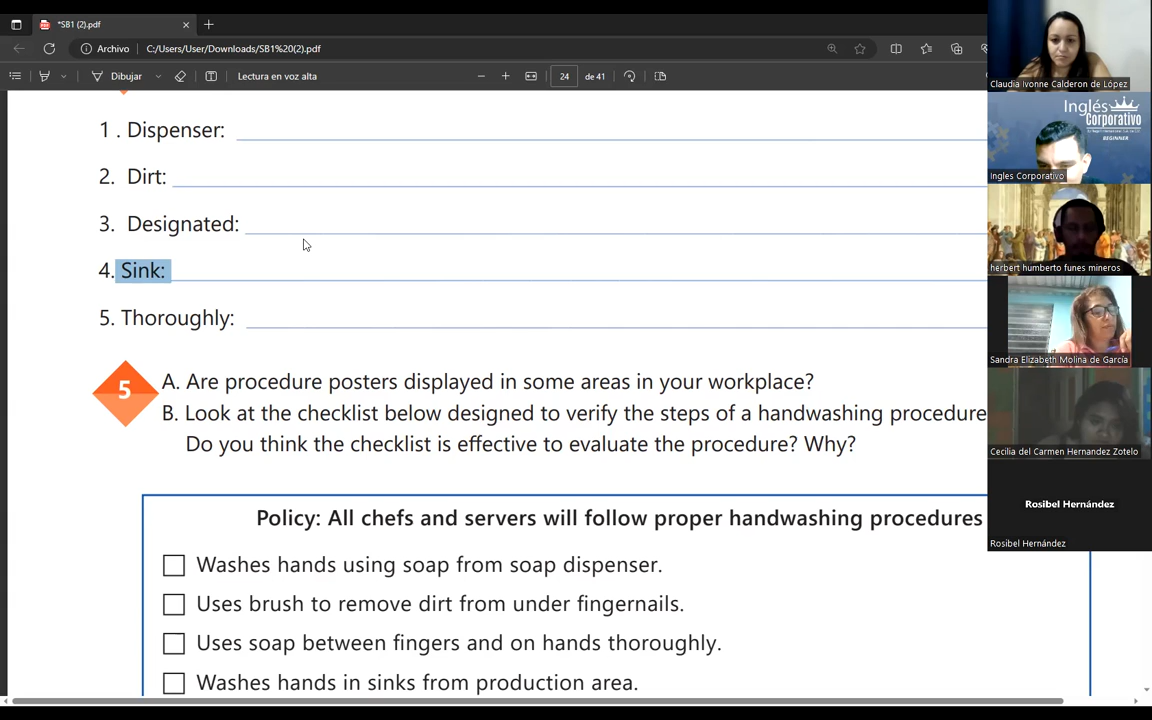 *SB1 (2).pdf
Archivo
C:/Users/User/Downloads/SB1%20(2).pdf
Dibujar
Lectura en voz alta
24
de 41
1 . Dispenser:
2. Dirt:
3. Designated:
4. Sink:
5. Thoroughly:
5
A. Are procedure posters displayed in some areas in your workplace?
B. Look at the checklist below designed to verify the steps of a handwashing procedure
Do you think the checklist is effective to evaluate the procedure? Why?
Policy: All chefs and servers will follow proper handwashing procedures
Washes hands using soap from soap dispenser.
Uses brush to remove dirt from under fingernails.
Uses soap between fingers and on hands thoroughly.
Washes hands in sinks from production area.
Claudia Ivonne Calderon de López
Inglés
Corporativo
BEGINNER
Ingles Corporativo
herbert humberto funes mineros
Sandra Elizabeth Molina de García
Cecilia del Carmen Hernandez Zotelo
Rosibel Hernández
Rosibel Hernández